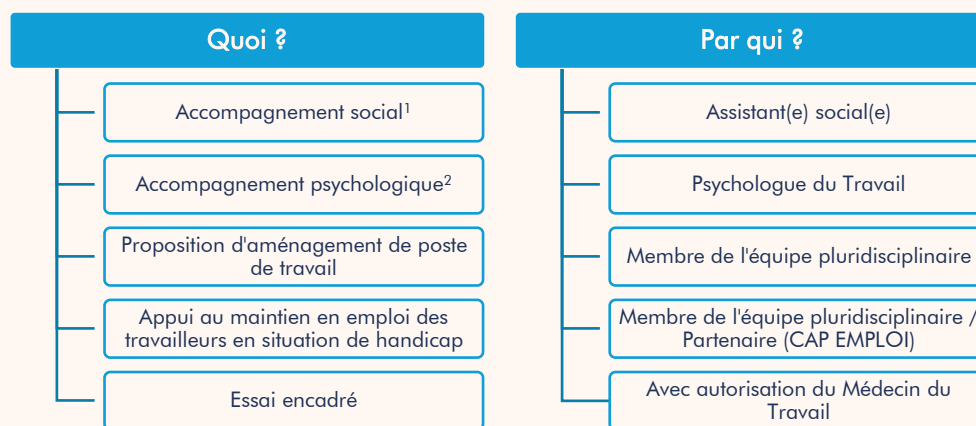 Quoi ?
Accompagnement social¹
Accompagnement psychologique²
Proposition d'aménagement de poste
de travail
Appui au maintien en emploi des
travailleurs en situation de handicap
Essai encadré
Par qui ?
Assistant(e) social(e)
Psychologue du Travail
Membre de l'équipe pluridisciplinaire
Membre de l'équipe pluridisciplinaire /
Partenaire (CAP EMPLOI)
Avec autorisation du Médecin du
Travail